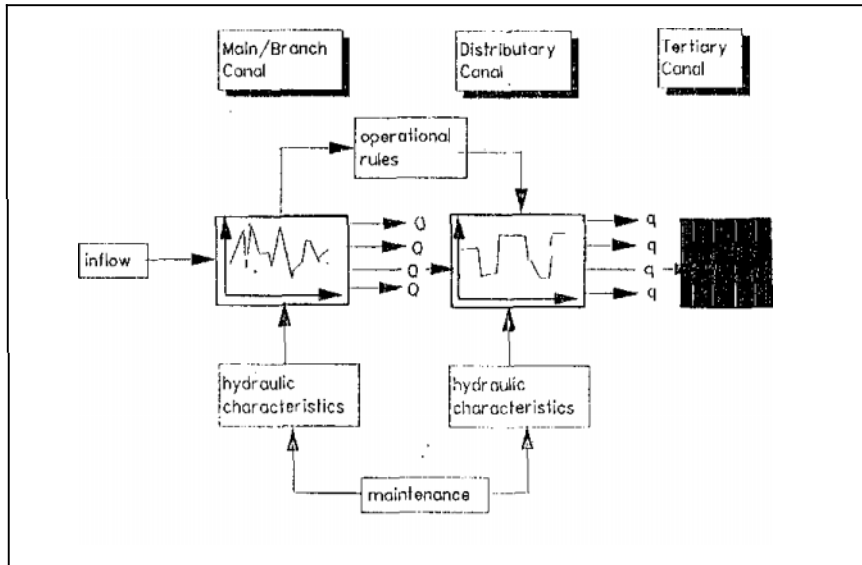 Main/Branch
Canal
Distributary
Canal
Tertiary
Canal
operational
rules
inflow
Q
Q
Q
Q
q
q
q
q
hydraulic
characteristics
hydraulic
characteristics
maintenance